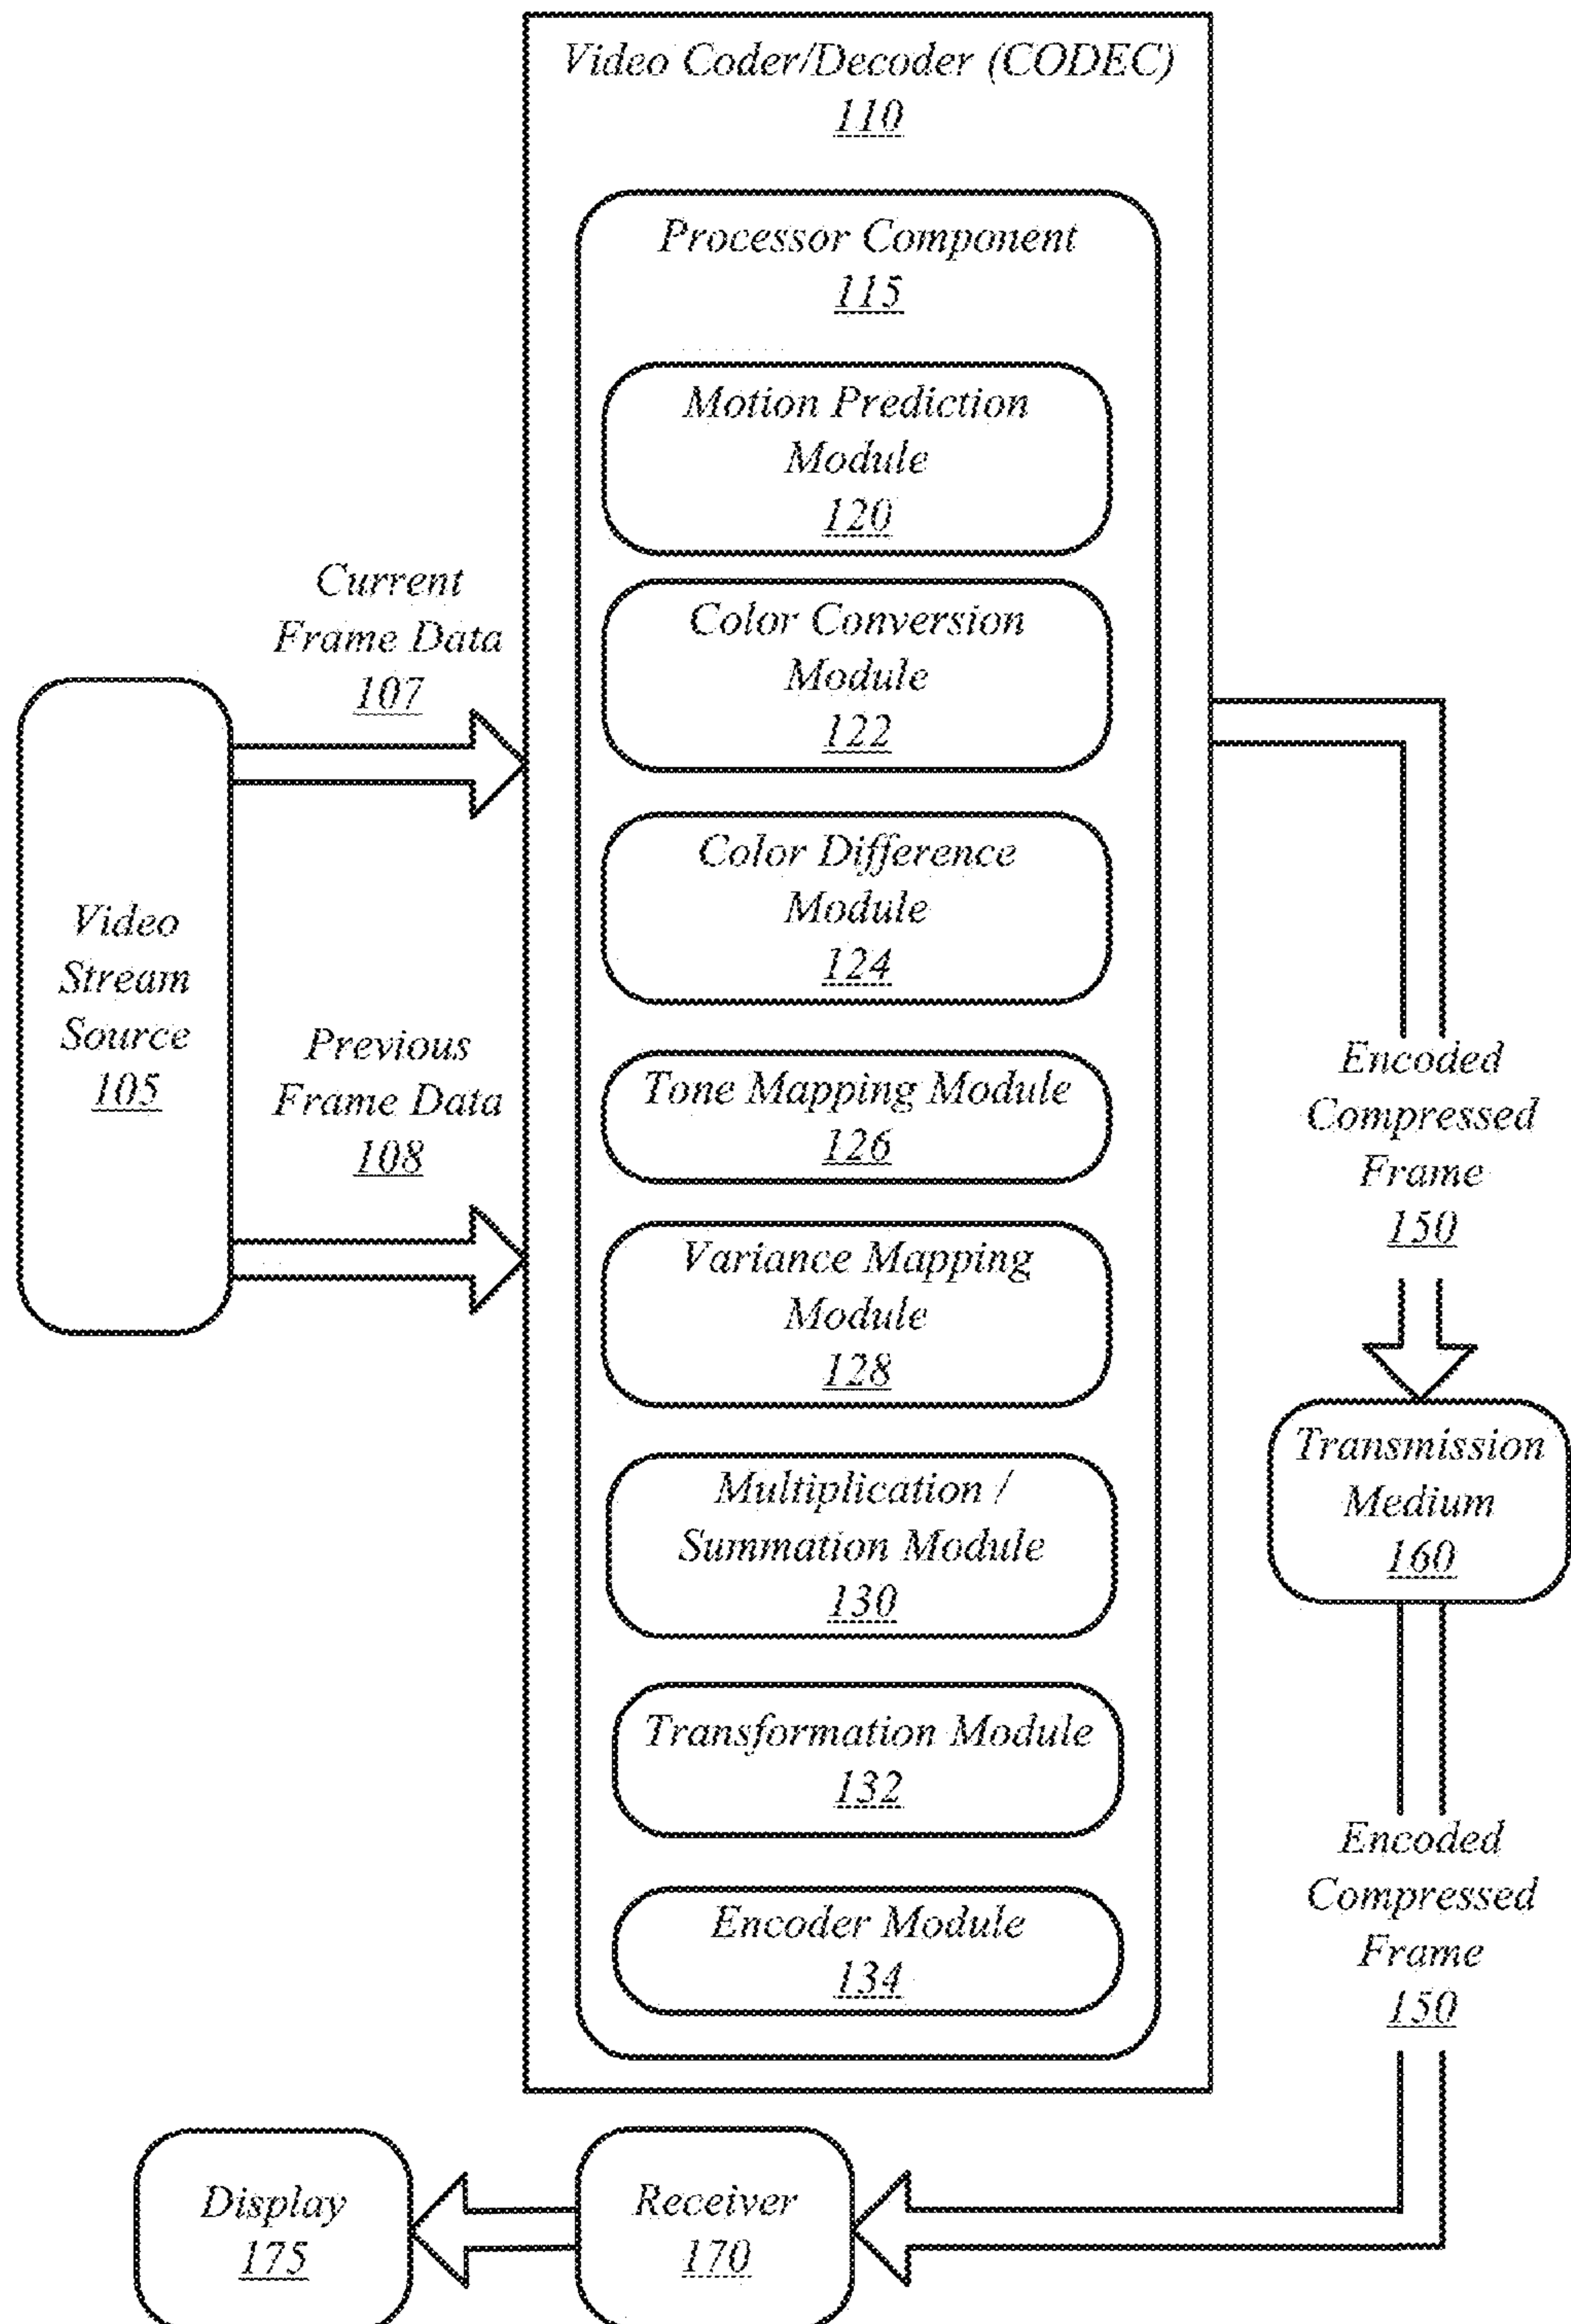 Video Coder/Decoder (CODEC)
110
Processor Component
115
Motion Prediction
Module
120
Color Conversion
Module
122
Color Difference
Module
124
Tone Mapping Module
126
Variance Mapping
Module
128
Multiplication /
Summation Module
130
Transformation Module
132
Encoder Module
134
Current
Frame Data
107
Video
Stream
Source
105
Previous
Frame Data
108
Encoded
Compressed
Frame
150
Transmission
Medium
160
Encoded
Compressed
Frame
150
Receiver
170
Display
175